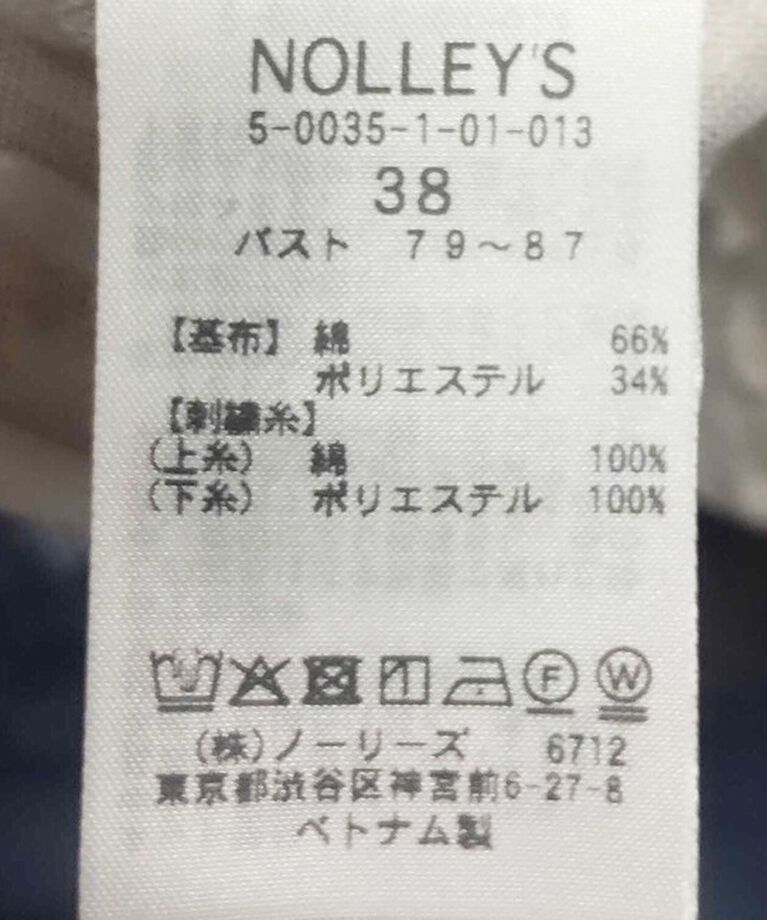 NOLLEY'S
5-0035-1-01-013
38
バスト 79～87
【基布】 綿 66%
ポリエステル 34%
【刺繍糸】
(上糸) 綿 100%
(下糸) ポリエステル 100%
F W
(株)ノーリーズ 6712
東京都渋谷区神宮前6-27-8
ベトナム製